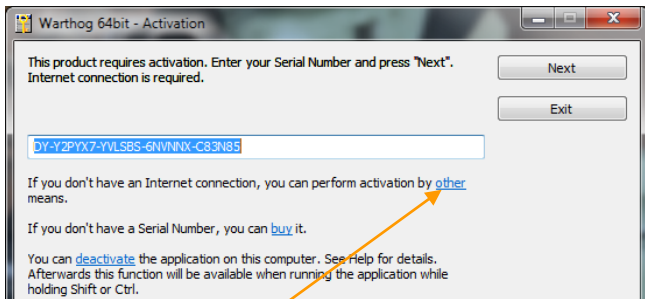 Warthog 64bit - Activation
This product requires activation. Enter your Serial Number and press "Next".
Internet connection is required.
Next
Exit
DY-Y2PYX7-YVLSBS-6NVNNX-C83N85
If you don't have an Internet connection, you can perform activation by other
means.
If you don't have a Serial Number, you can buy it.
You can deactivate the application on this computer. See Help for details.
Afterwards this function will be available when running the application while
holding Shift or Ctrl.